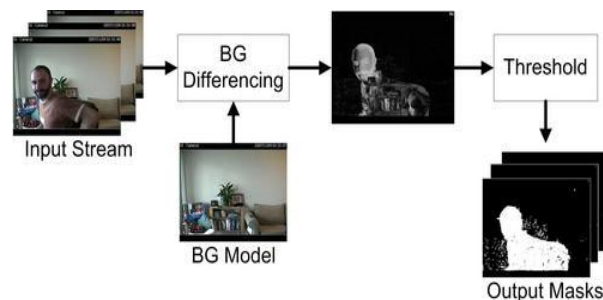 BG
Differencing
Threshold
Input Stream
BG Model
Output Masks